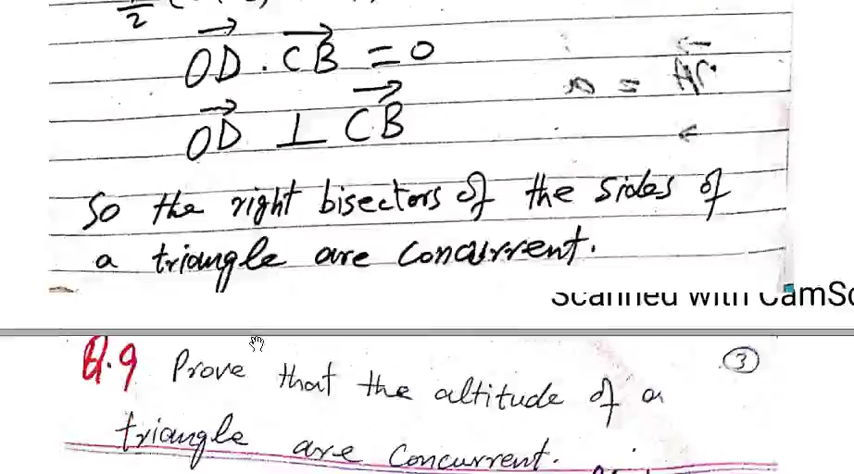 OD . CB = 0
OD ⊥ CB
So the right bisectors of the sides of
a triangle are concurrent.
Scanned with CamSc
③
Q.9 Prove that the altitude of a
triangle are concurrent.